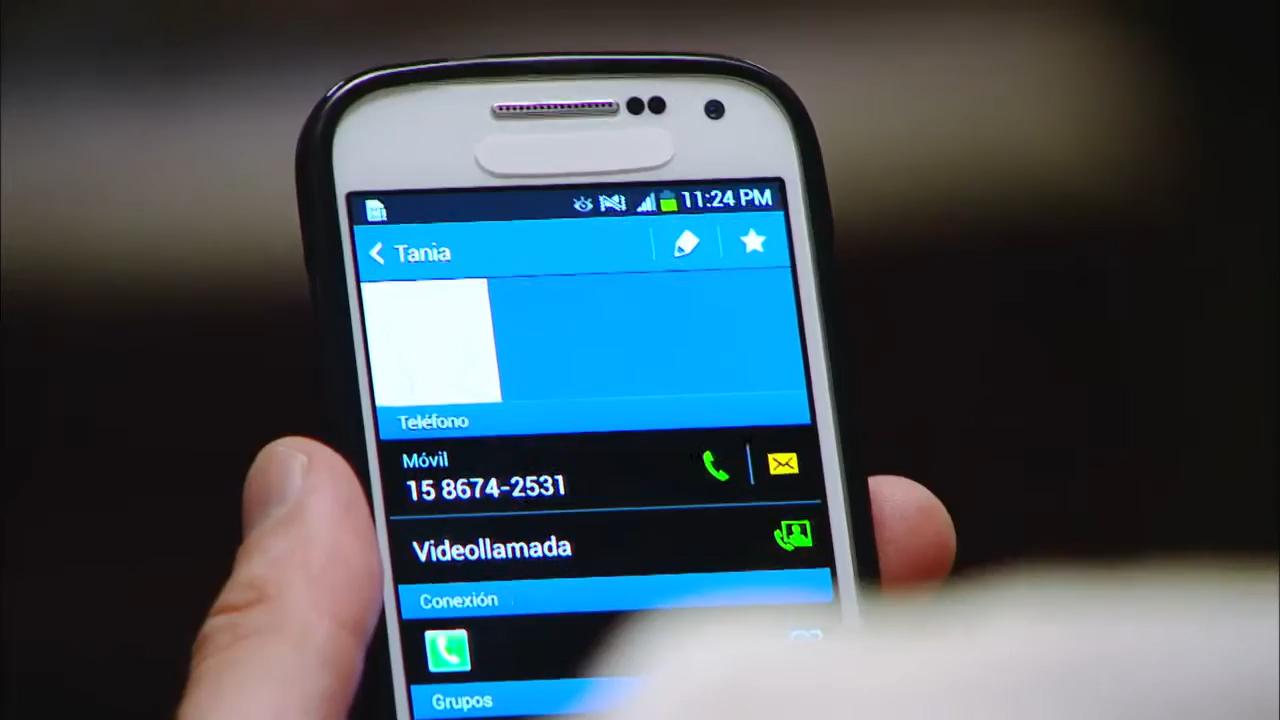 11:24 PM
Tania
Teléfono
Móvil
15 8674-2531
Videollamada
Conexión
Grupos